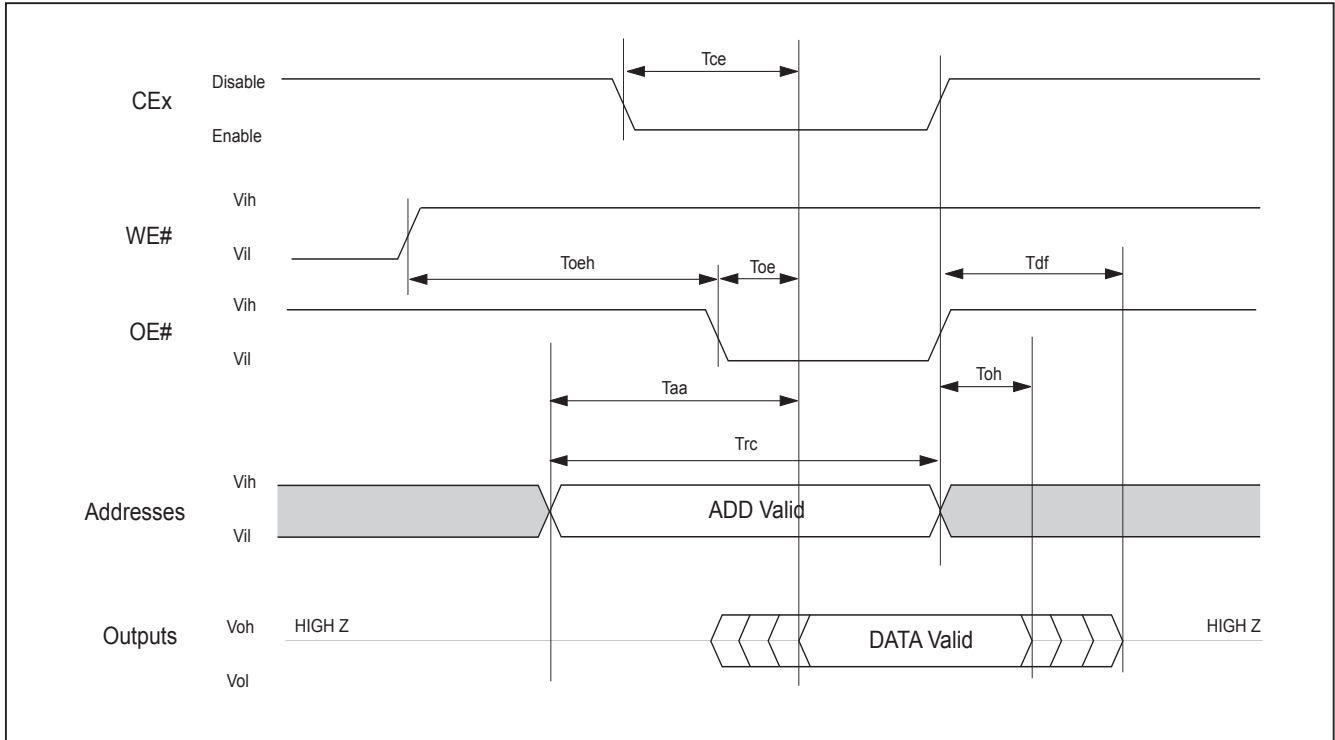 Tce
Disable
CEx
Enable
Vih
WE#
Vil
Toeh
Toe
Tdf
Vih
OE#
Vil
Toh
Taa
Trc
Vih
Addresses
ADD Valid
Vil
Outputs
Voh
HIGH Z
DATA Valid
HIGH Z
Vol